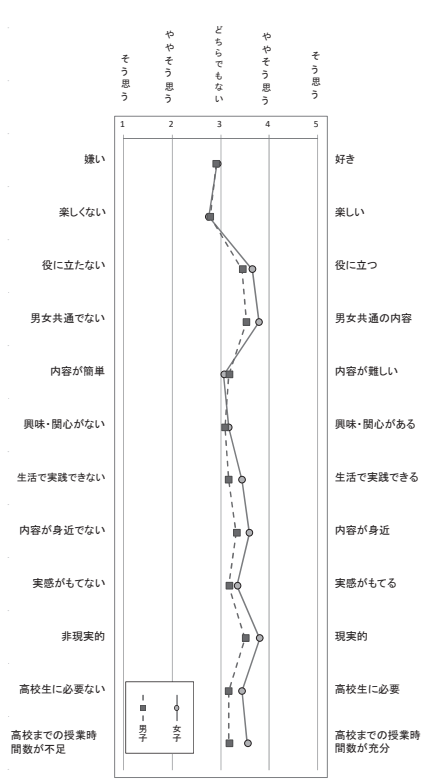 そう思う
ややそう思う
どちらでもない
ややそう思う
そう思う
1 2 3 4 5
嫌い 好き
楽しくない 楽しい
役に立たない 役に立つ
男女共通でない 男女共通の内容
内容が簡単 内容が難しい
興味・関心がない 興味・関心がある
生活で実践できない 生活で実践できる
内容が身近でない 内容が身近
実感がもてない 実感がもてる
非現実的 現実的
高校生に必要ない 高校生に必要
高校までの授業時
間数が不足
高校までの授業時
間数が充分
男子
女子